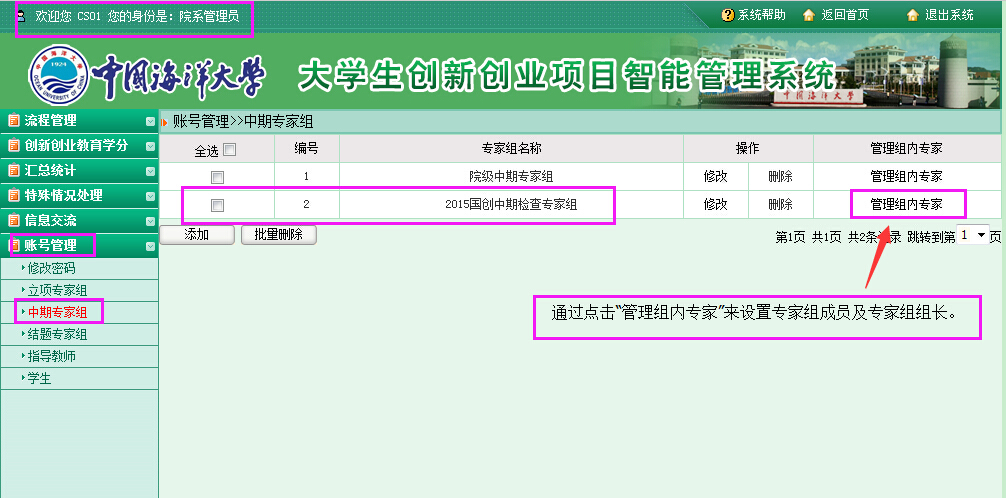 欢迎您 CS01 您的身份是：院系管理员
系统帮助 返回首页 退出系统
中国海洋大学 大学生创新创业项目智能管理系统
1924
OCEAN UNIVERSITY OF CHINA
中国海洋大学
流程管理
创新创业教育学分
汇总统计
特殊情况处理
信息交流
账号管理
修改密码
立项专家组
中期专家组
结题专家组
指导教师
学生
账号管理>>中期专家组
全选 编号 专家组名称 操作 管理组内专家
1 院级中期专家组 修改 删除 管理组内专家
2 2015国创中期检查专家组 修改 删除 管理组内专家
添加 批量删除
第1页 共1页 共2条记录 跳转到第 1 页
通过点击“管理组内专家”来设置专家组成员及专家组组长。